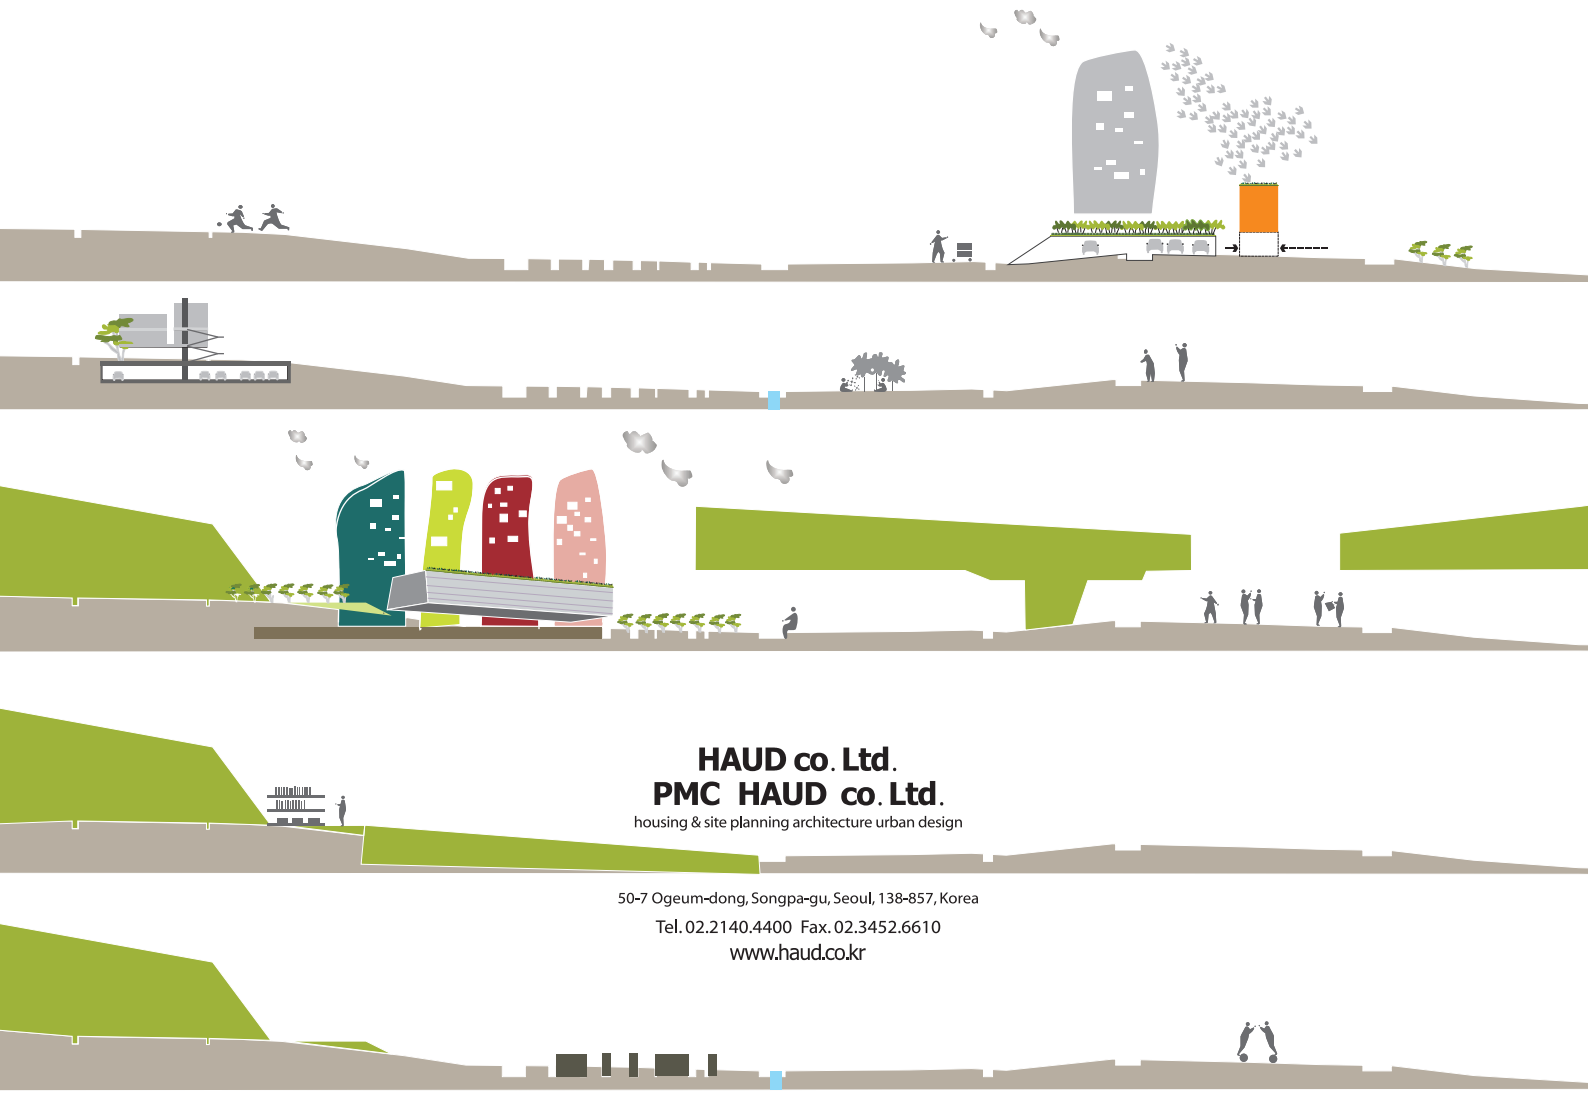 HAUD co. Ltd.
PMC HAUD co. Ltd.
housing & site planning architecture urban design
50-7 Ogeum-dong, Songpa-gu, Seoul, 138-857, Korea
Tel. 02.2140.4400 Fax. 02.3452.6610
www.haud.co.kr